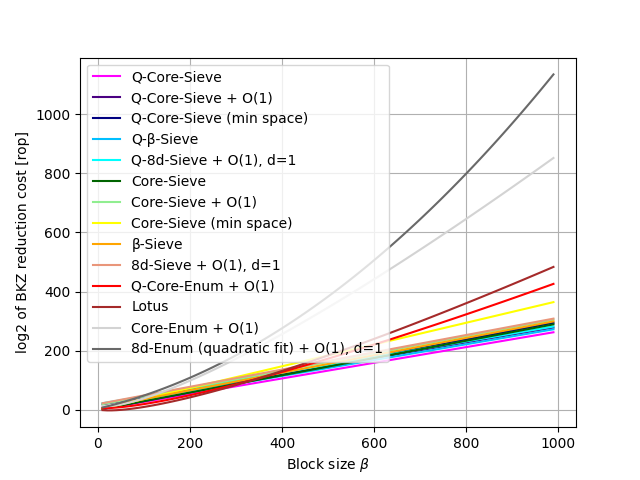 log2 of BKZ reduction cost [rop]
1000
800
600
400
200
0
Q-Core-Sieve
Q-Core-Sieve + O(1)
Q-Core-Sieve (min space)
Q-β-Sieve
Q-8d-Sieve + O(1), d=1
Core-Sieve
Core-Sieve + O(1)
Core-Sieve (min space)
β-Sieve
8d-Sieve + O(1), d=1
Q-Core-Enum + O(1)
Lotus
Core-Enum + O(1)
8d-Enum (quadratic fit) + O(1), d=1
0 200 400 600 800 1000
Block size β